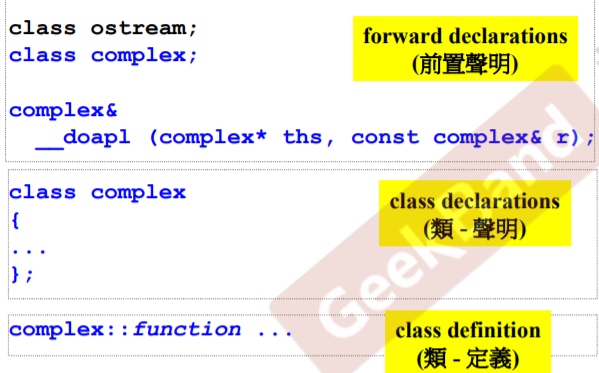 class ostream;
class complex;
forward declarations
(前置聲明)
complex&
__doapl (complex* ths, const complex& r);
class complex
{
...
};
class declarations
(類 - 聲明)
complex::function ...
class definition
(類 - 定義)
GeekBand